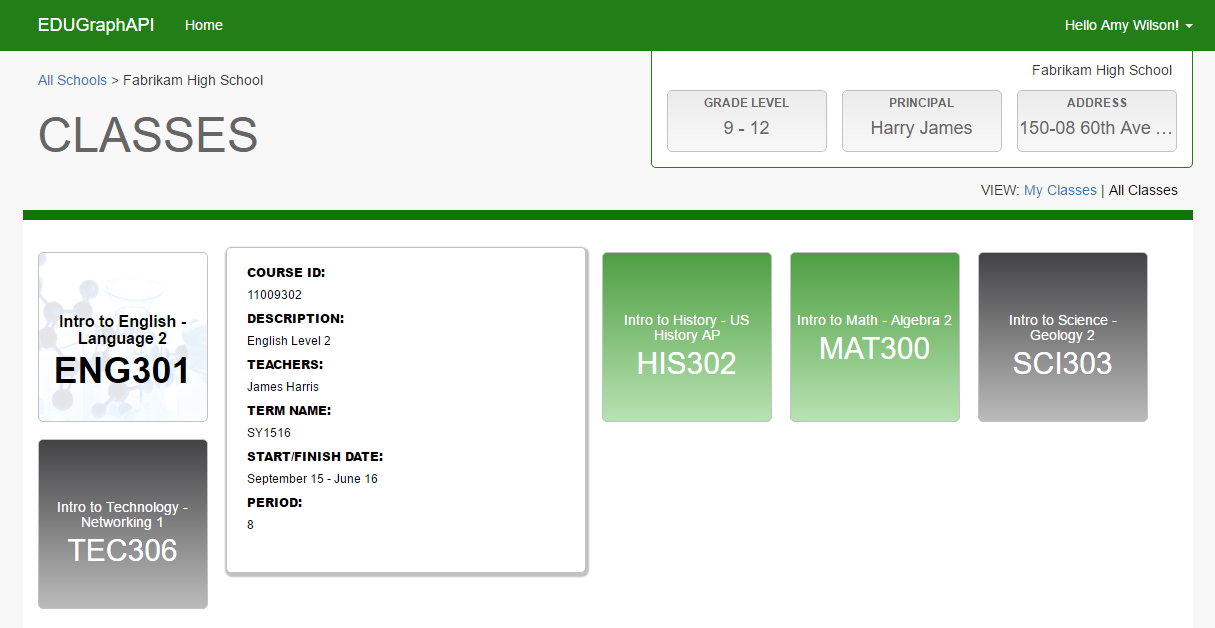 EDUGraphAPI Home Hello Amy Wilson!
All Schools > Fabrikam High School
CLASSES
Fabrikam High School
GRADE LEVEL
9 - 12
PRINCIPAL
Harry James
ADDRESS
150-08 60th Ave ...
VIEW: My Classes | All Classes
Intro to English -
Language 2
ENG301
COURSE ID:
11009302
DESCRIPTION:
English Level 2
TEACHERS:
James Harris
TERM NAME:
SY1516
START/FINISH DATE:
September 15 - June 16
PERIOD:
8
Intro to History - US
History AP
HIS302
Intro to Math - Algebra 2
MAT300
Intro to Science -
Geology 2
SCI303
Intro to Technology -
Networking 1
TEC306